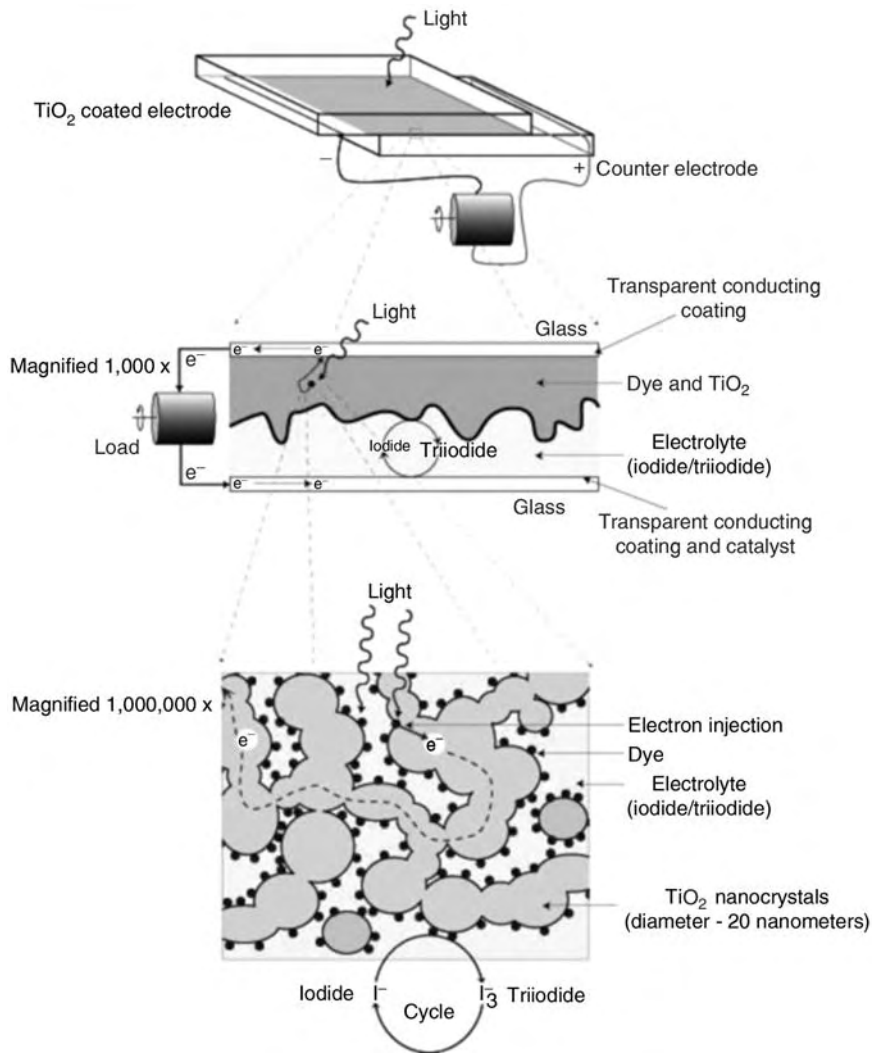 Light
TiO₂ coated electrode
−
+
Counter electrode
Transparent conducting
coating
Light
Glass
e⁻
e⁻
e⁻
Magnified 1,000 x
Dye and TiO₂
Iodide
Triiodide
Electrolyte
(iodide/triiodide)
Load
e⁻
e⁻
e⁻
Glass
Transparent conducting
coating and catalyst
Light
Magnified 1,000,000 x
Electron injection
e⁻
e⁻
Dye
Electrolyte
(iodide/triiodide)
TiO₂ nanocrystals
(diameter - 20 nanometers)
Iodide I⁻
I₃⁻ Triiodide
Cycle